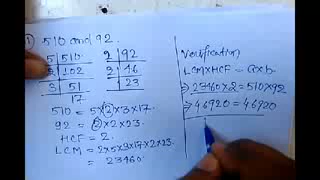 ① 510 and 92.
5 | 510
2 | 102
3 | 51
17
2 | 92
2 | 46
23
510 = 5×2×3×17.
92 = 2×2×23
HCF = 2.
LCM = 2×5×3×17×2×23
= 23460.
Verification
LCM×HCF = a×b.
⇒ 23460×2 = 510×92
⇒ 46920 = 46920